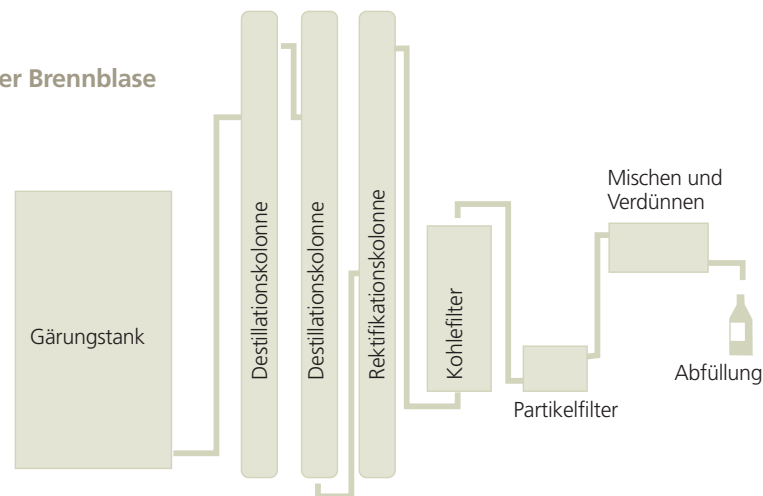 er Brennblase
Gärungstank
Destillationskolonne
Destillationskolonne
Rektifikationskolonne
Kohlefilter
Partikelfilter
Mischen und
Verdünnen
Abfüllung